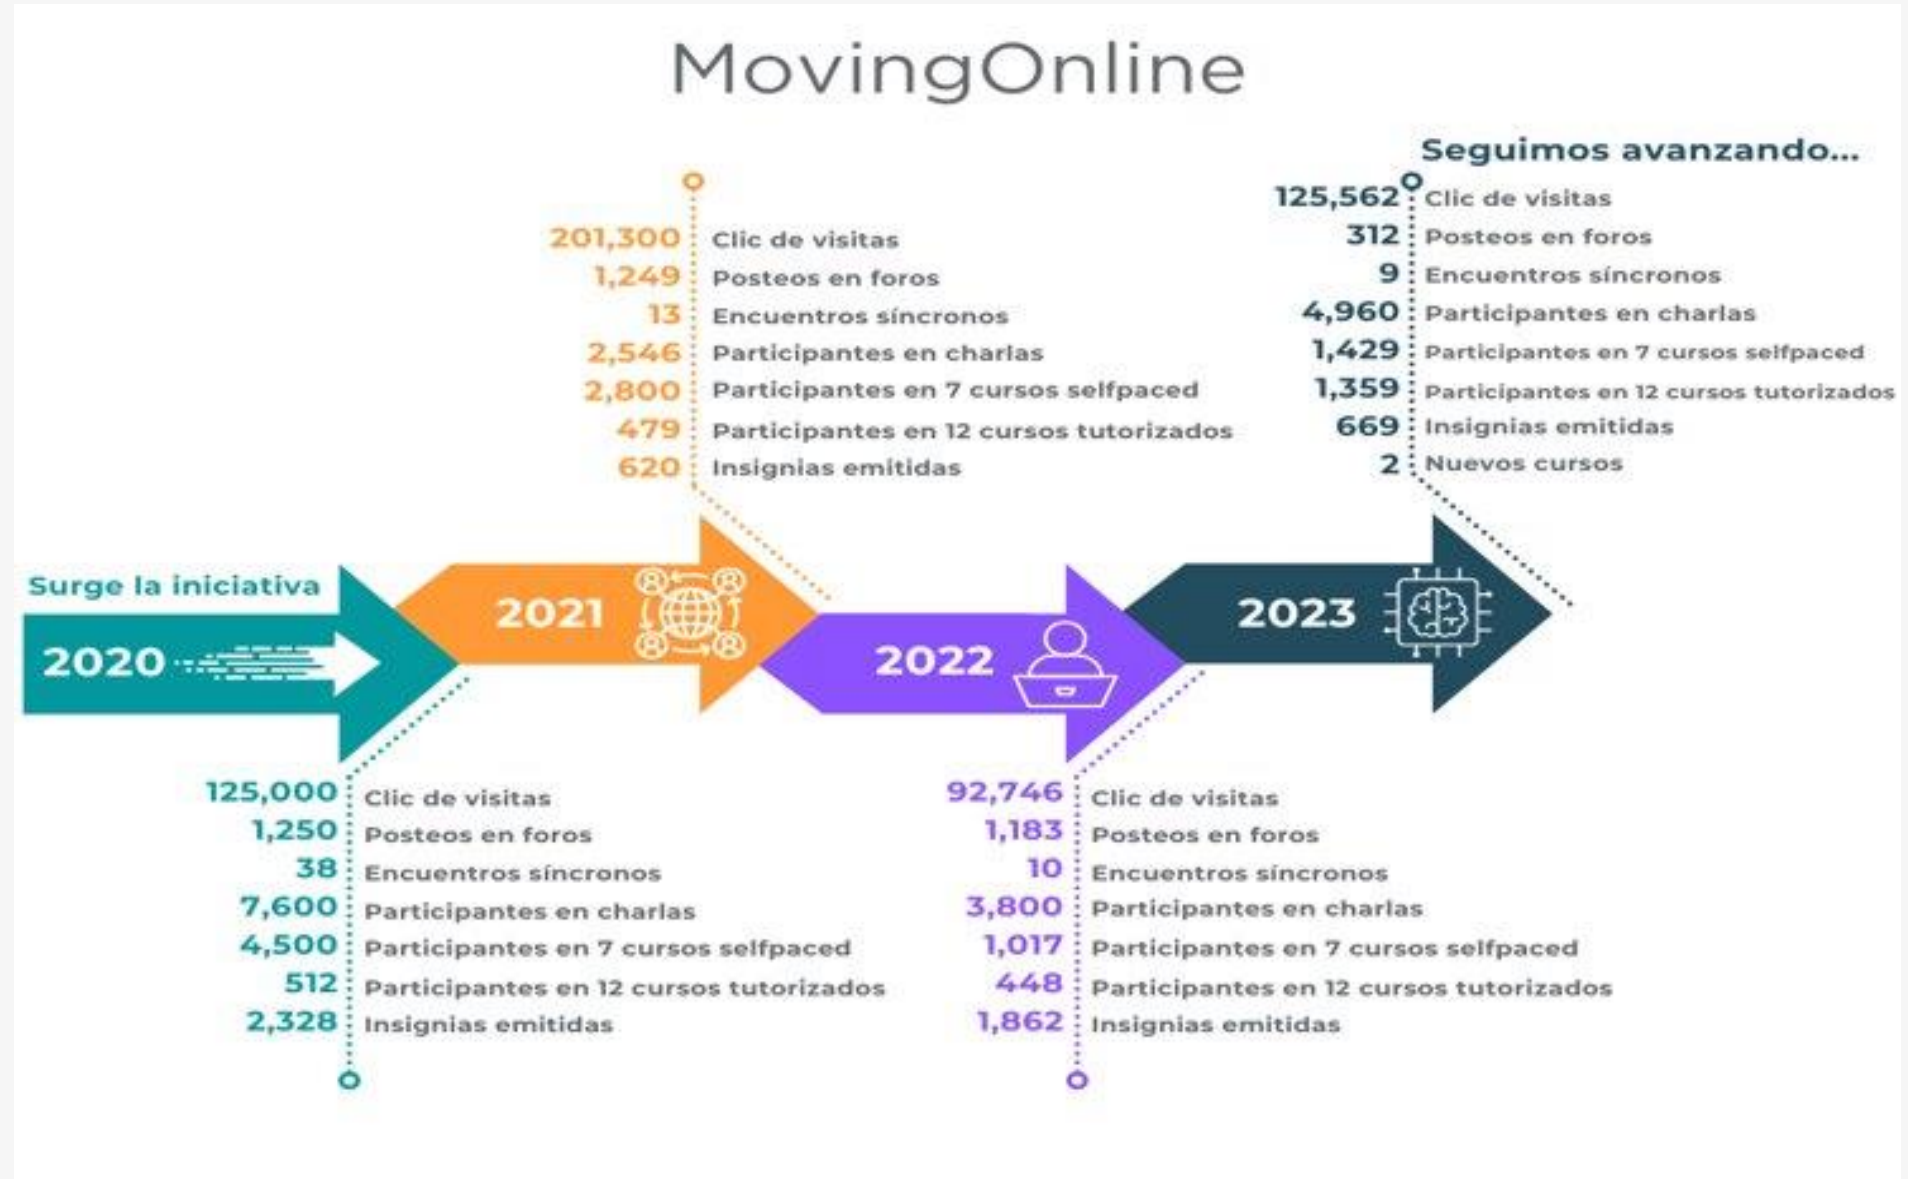 MovingOnline
Surge la iniciativa
2020
125,000 Clic de visitas
1,250 Posteos en foros
38 Encuentros síncronos
7,600 Participantes en charlas
4,500 Participantes en 7 cursos selfpaced
512 Participantes en 12 cursos tutorizados
2,328 Insignias emitidas
2021
201,300 Clic de visitas
1,249 Posteos en foros
13 Encuentros síncronos
2,546 Participantes en charlas
2,800 Participantes en 7 cursos selfpaced
479 Participantes en 12 cursos tutorizados
620 Insignias emitidas
2022
92,746 Clic de visitas
1,183 Posteos en foros
10 Encuentros síncronos
3,800 Participantes en charlas
1,017 Participantes en 7 cursos selfpaced
448 Participantes en 12 cursos tutorizados
1,862 Insignias emitidas
2023
Seguimos avanzando...
125,562 Clic de visitas
312 Posteos en foros
9 Encuentros síncronos
4,960 Participantes en charlas
1,429 Participantes en 7 cursos selfpaced
1,359 Participantes en 12 cursos tutorizados
669 Insignias emitidas
2 Nuevos cursos